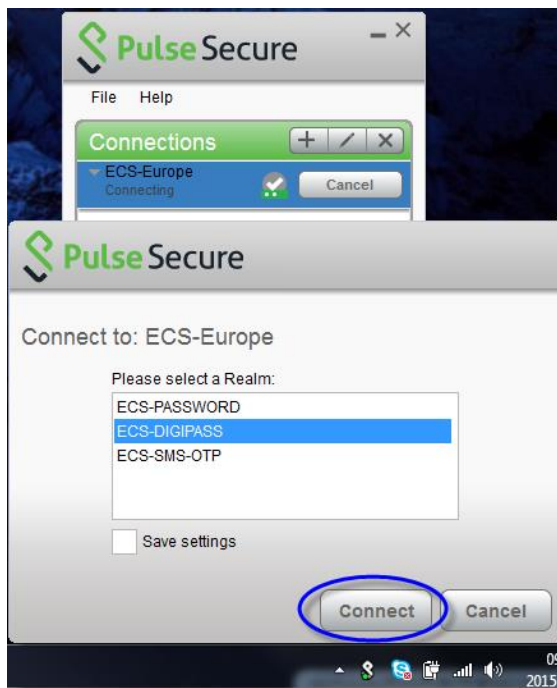 Pulse Secure
File Help
Connections
ECS-Europe
Connecting
Cancel
Pulse Secure
Connect to: ECS-Europe
Please select a Realm:
ECS-PASSWORD
ECS-DIGIPASS
ECS-SMS-OTP
Save settings
Connect Cancel
09
2015